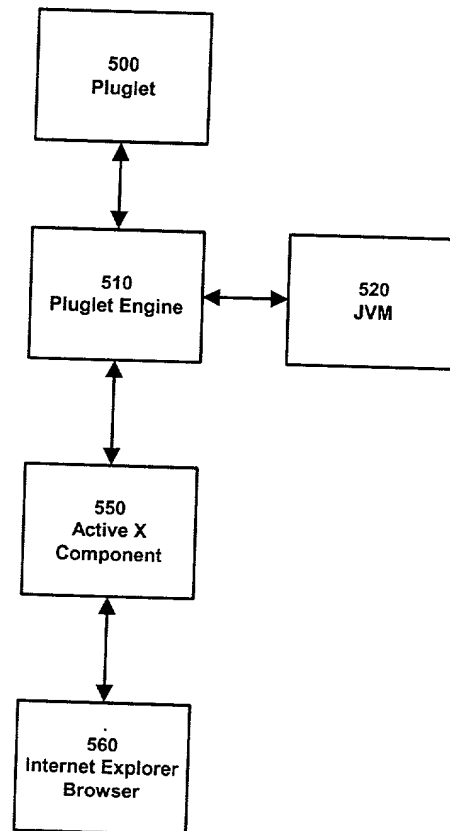 500
Pluglet
510
Pluglet Engine
520
JVM
550
Active X
Component
560
Internet Explorer
Browser